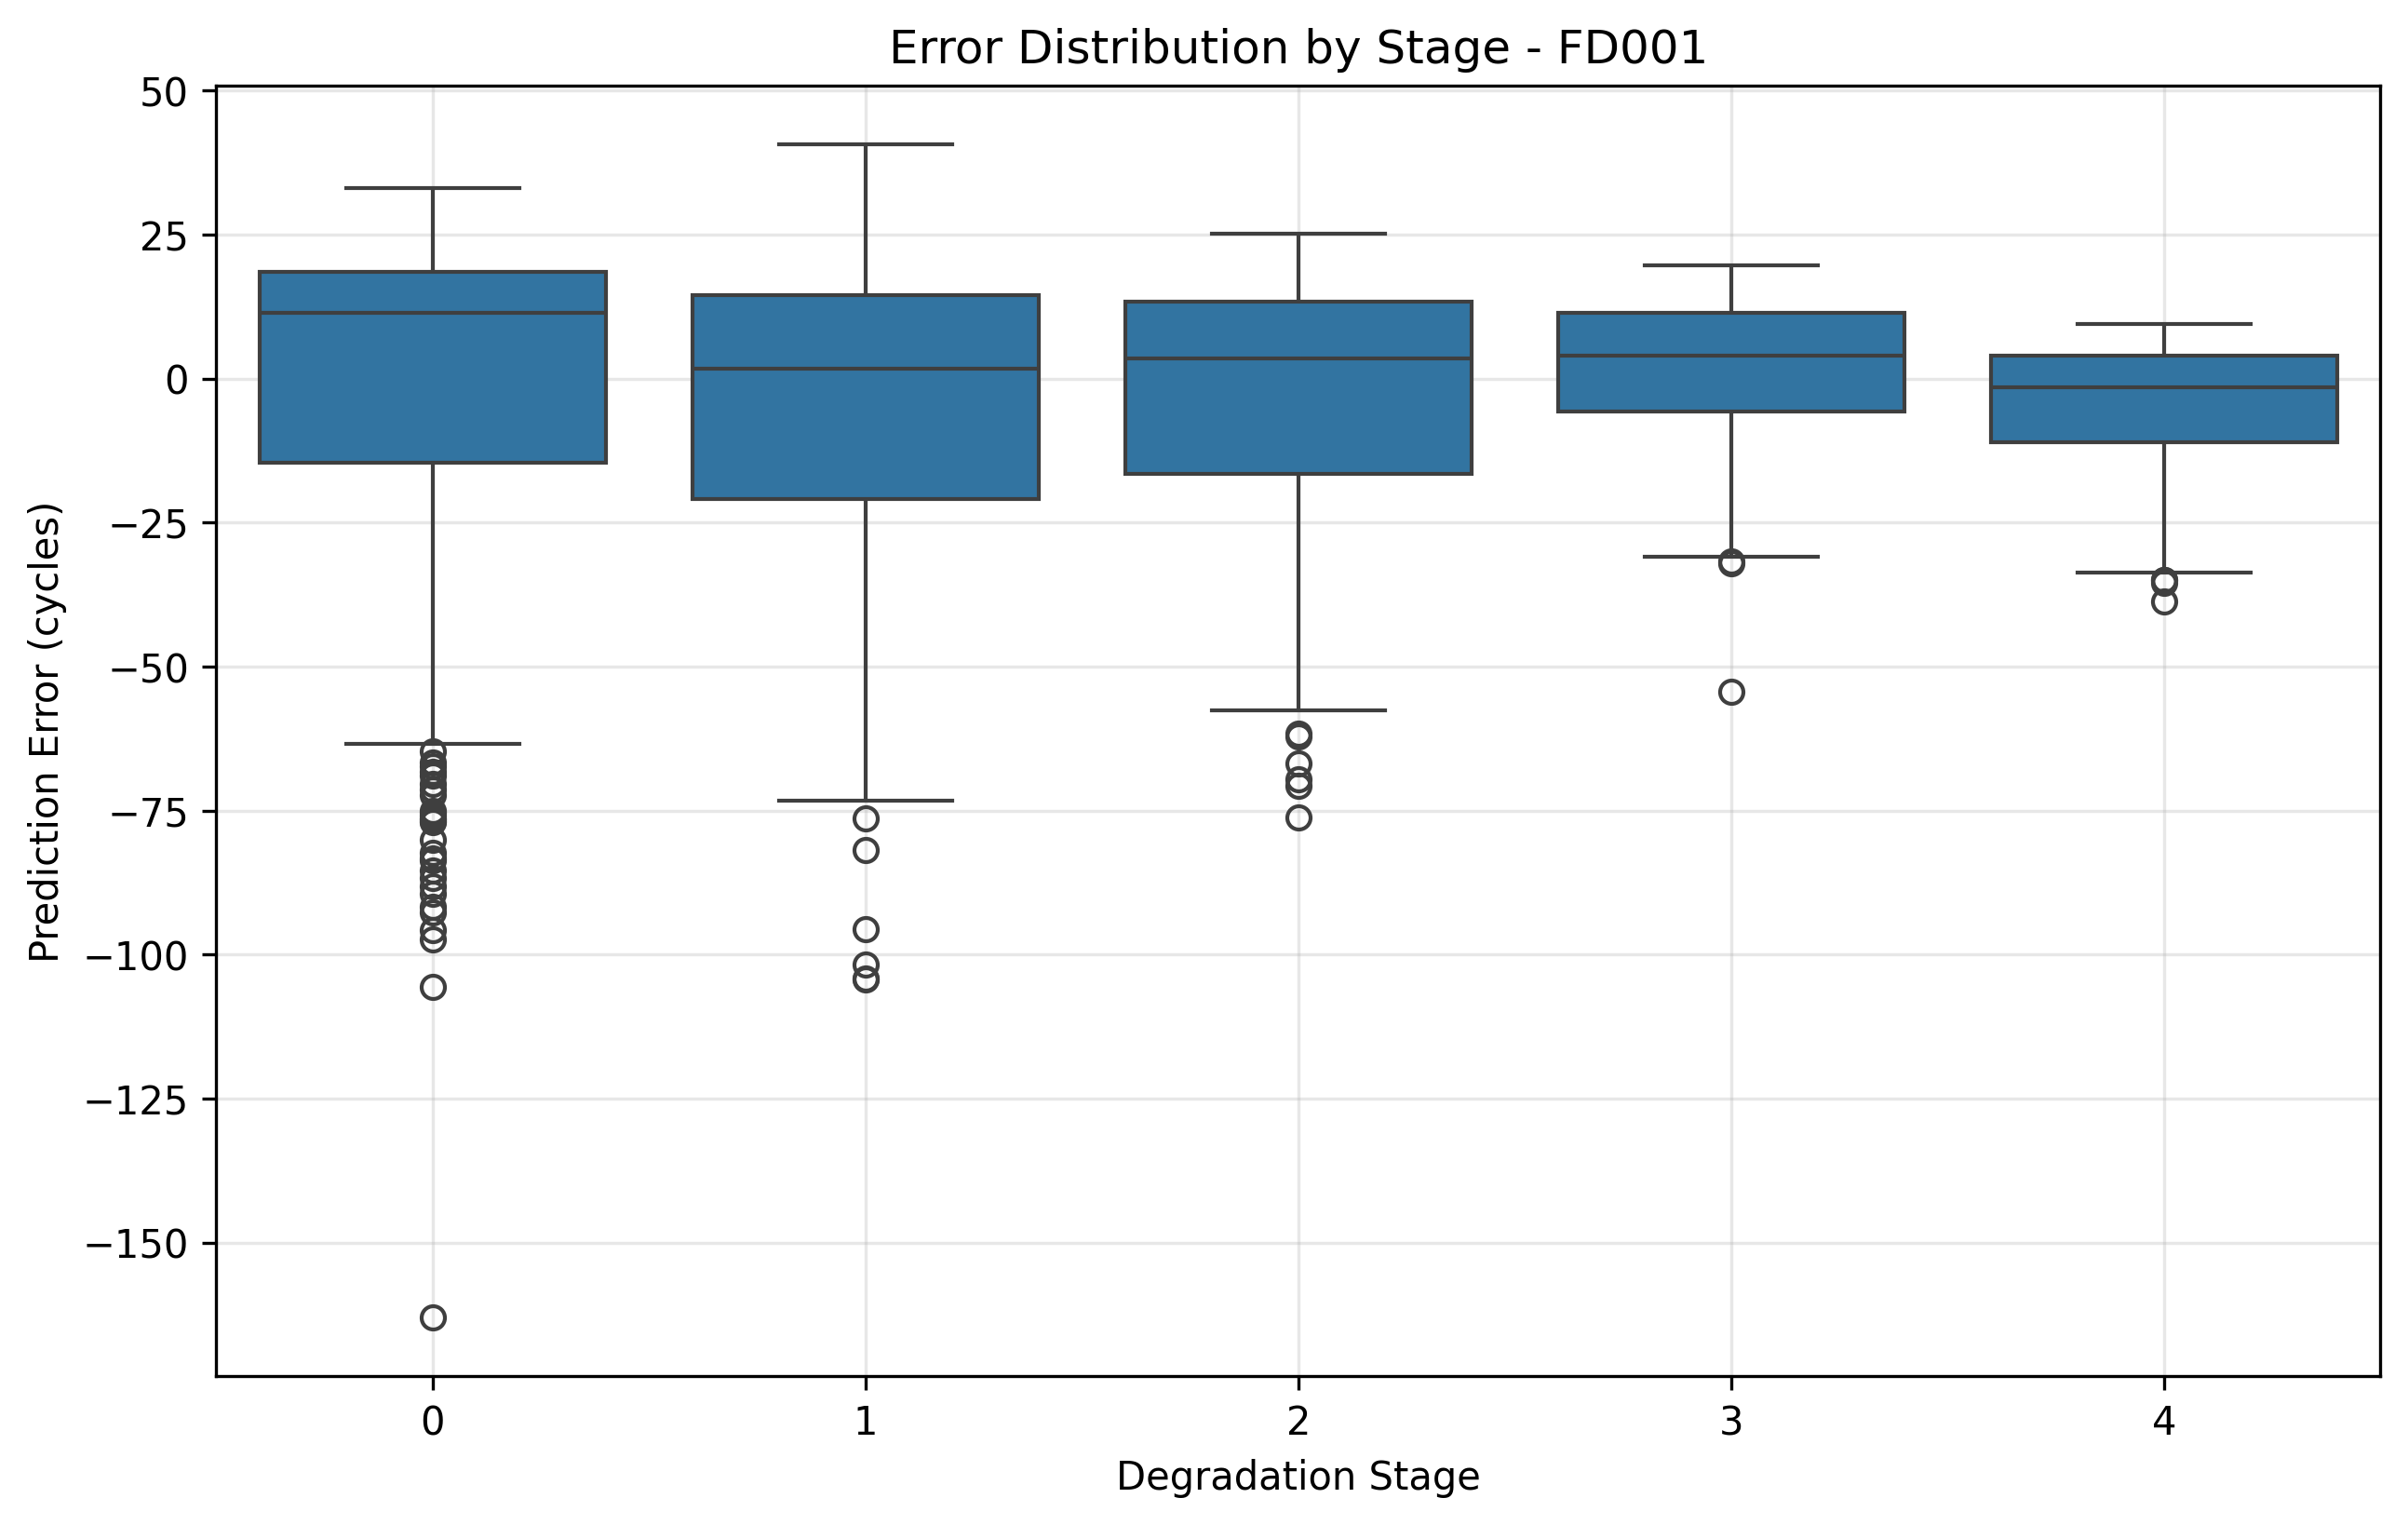 Error Distribution by Stage - FD001
50
25
0
−25
−50
−75
−100
−125
−150
Prediction Error (cycles)
0 1 2 3 4
Degradation Stage